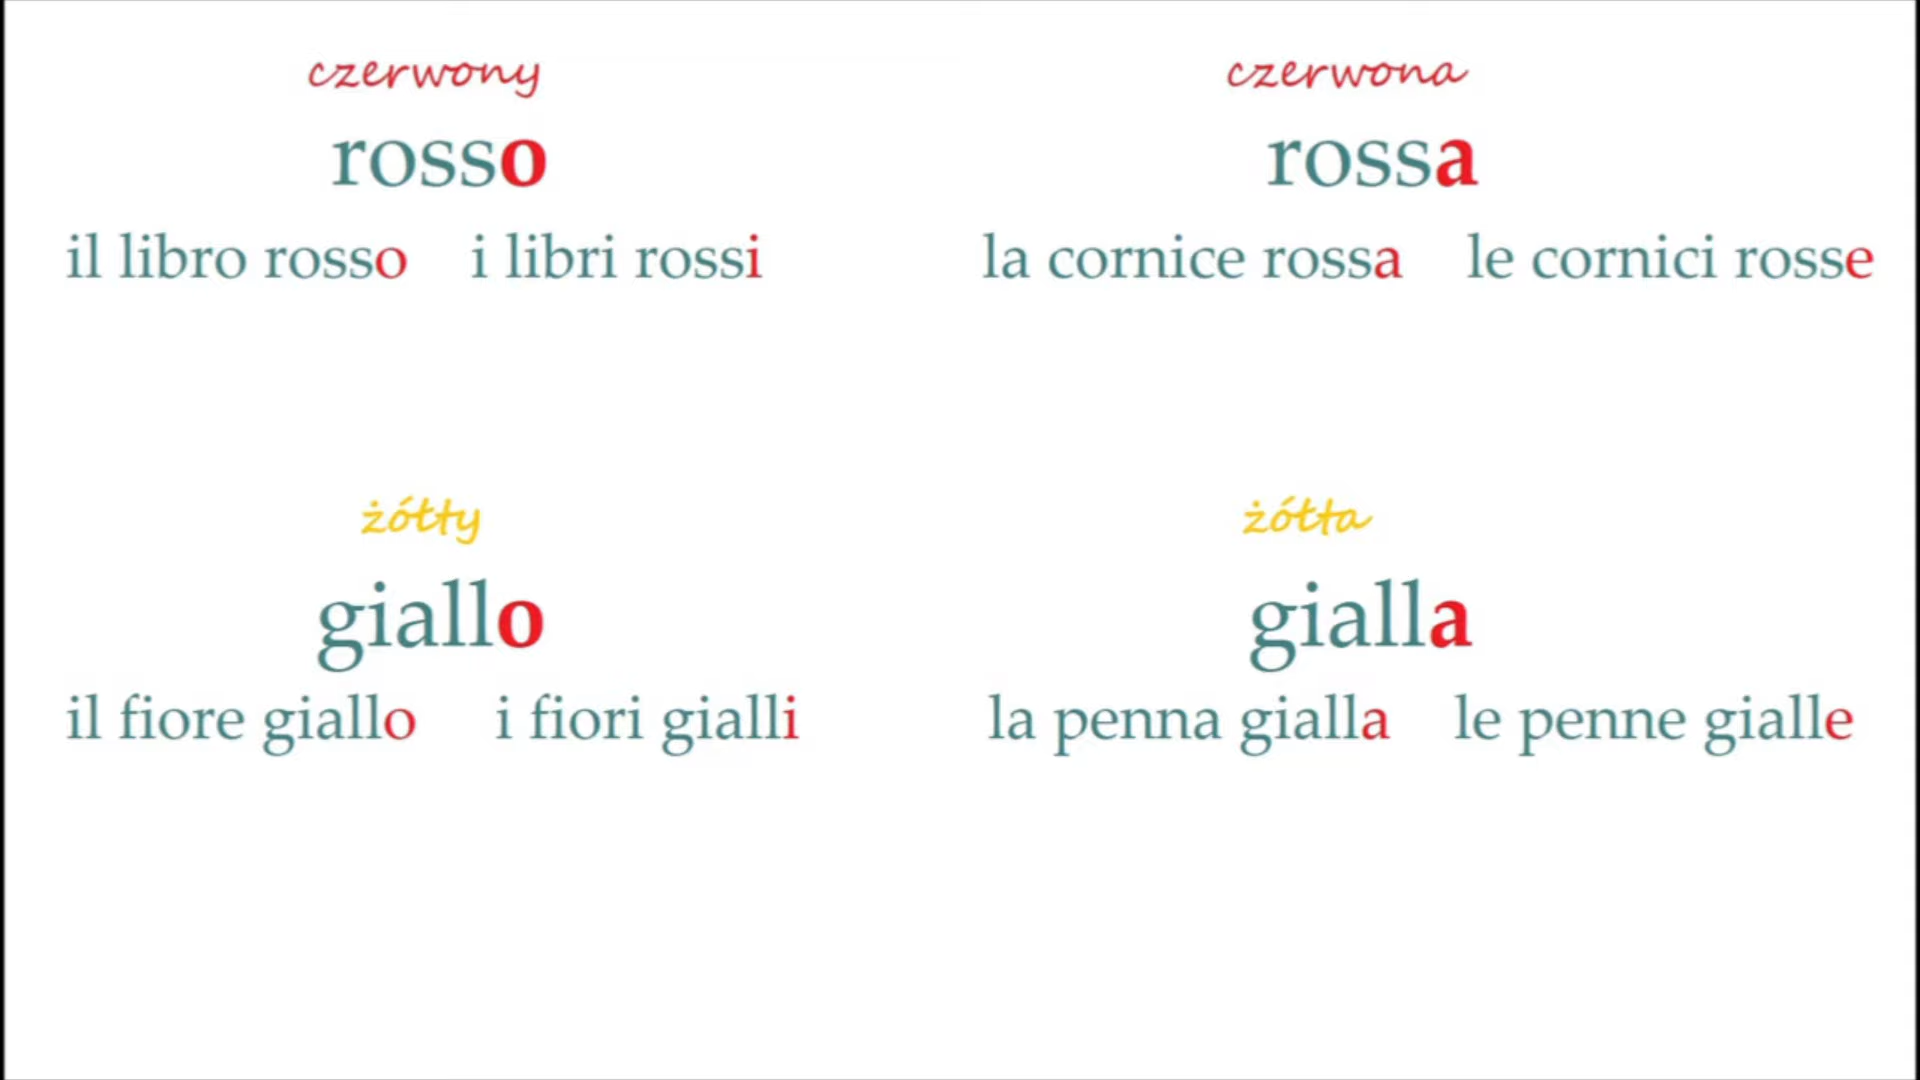 czerwony
rosso
il libro rosso i libri rossi
czerwona
rossa
la cornice rossa le cornici rosse
żółty
giallo
il fiore giallo i fiori gialli
żółta
gialla
la penna gialla le penne gialle